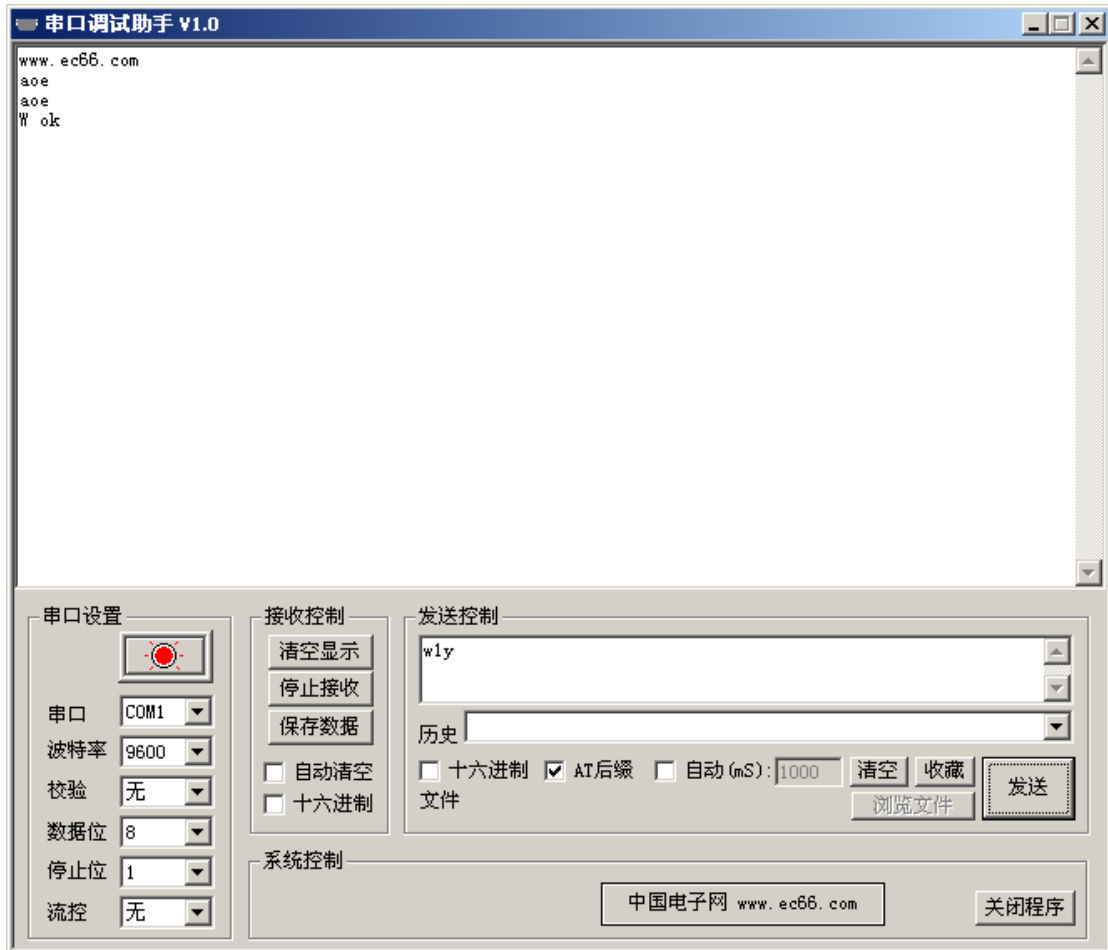 串口调试助手 V1.0
www.ec66.com
aoe
aoe
W ok
串口设置
串口 COM1
波特率 9600
校验 无
数据位 8
停止位 1
流控 无
接收控制
清空显示
停止接收
保存数据
自动清空
十六进制
发送控制
w1y
历史
十六进制 AT后缀 自动(mS): 1000 清空 收藏
文件 浏览文件
发送
系统控制
中国电子网 www.ec66.com
关闭程序